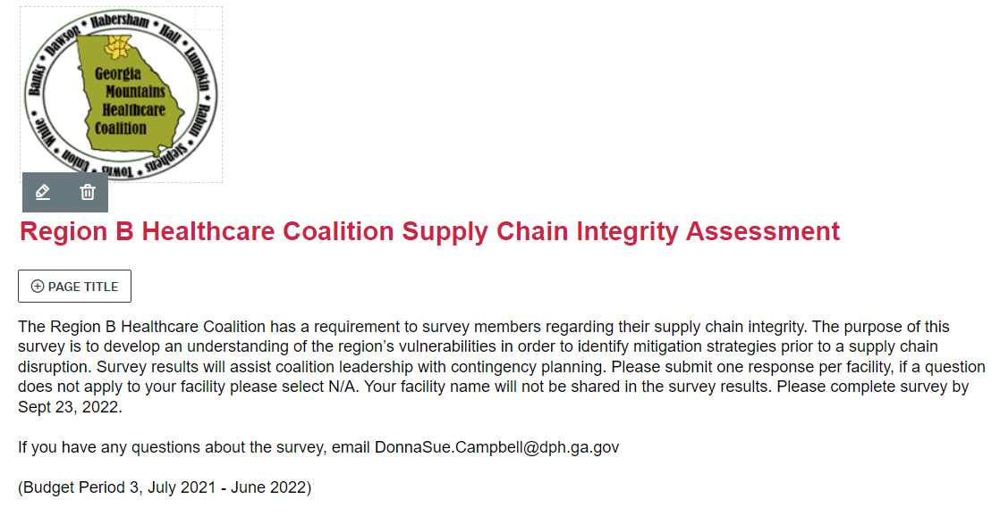 Banks • Dawson • Habersham • Hall • Lumpkin • Rabun • Stephens • Towns • Union • White •
Georgia
Mountains
Healthcare
Coalition
Region B Healthcare Coalition Supply Chain Integrity Assessment
PAGE TITLE
The Region B Healthcare Coalition has a requirement to survey members regarding their supply chain integrity. The purpose of this
survey is to develop an understanding of the region’s vulnerabilities in order to identify mitigation strategies prior to a supply chain
disruption. Survey results will assist coalition leadership with contingency planning. Please submit one response per facility, if a question
does not apply to your facility please select N/A. Your facility name will not be shared in the survey results. Please complete survey by
Sept 23, 2022.
If you have any questions about the survey, email DonnaSue.Campbell@dph.ga.gov
(Budget Period 3, July 2021 - June 2022)